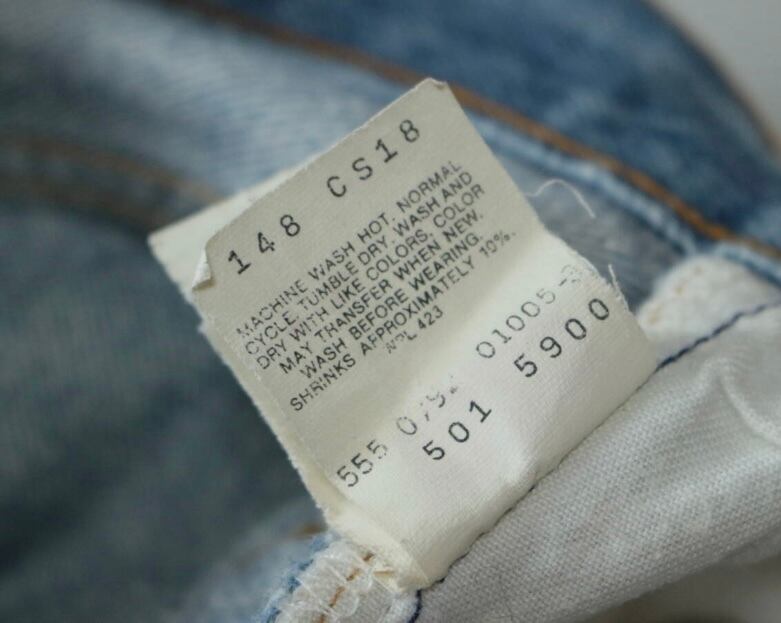 148 CS18
MACHINE WASH HOT, NORMAL
CYCLE. TUMBLE DRY. WASH AND
DRY WITH LIKE COLORS. COLOR
MAY TRANSFER WHEN NEW.
WASH BEFORE WEARING.
SHRINKS APPROXIMATELY 10%.
423
555 01005-
501 5900